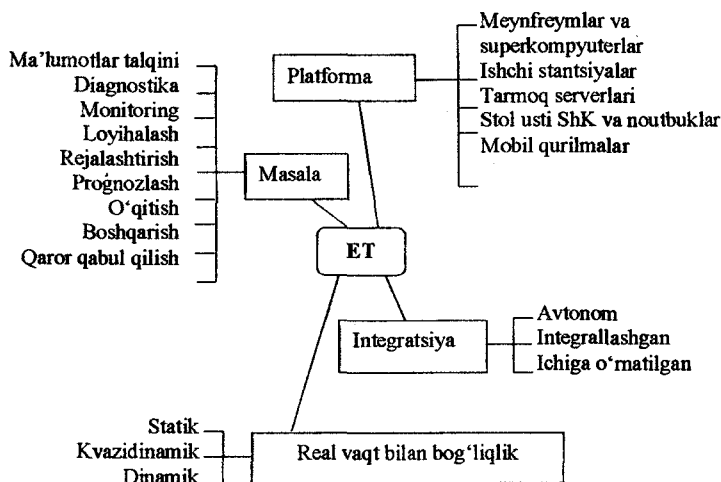 Ma’lumotlar talqini
Diagnostika
Monitoring
Loyihalash
Rejalashtirish
Prognozlash
O‘qitish
Boshqarish
Qaror qabul qilish
Platforma
Meynfreymlar va
superkompyuterlar
Ishchi stantsiyalar
Tarmoq serverlari
Stol usti ShK va noutbuklar
Mobil qurilmalar
Masala
ET
Integratsiya
Avtonom
Integrallashgan
Ichiga o‘rnatilgan
Statik
Kvazidinamik
Dinamik
Real vaqt bilan bog‘liqlik